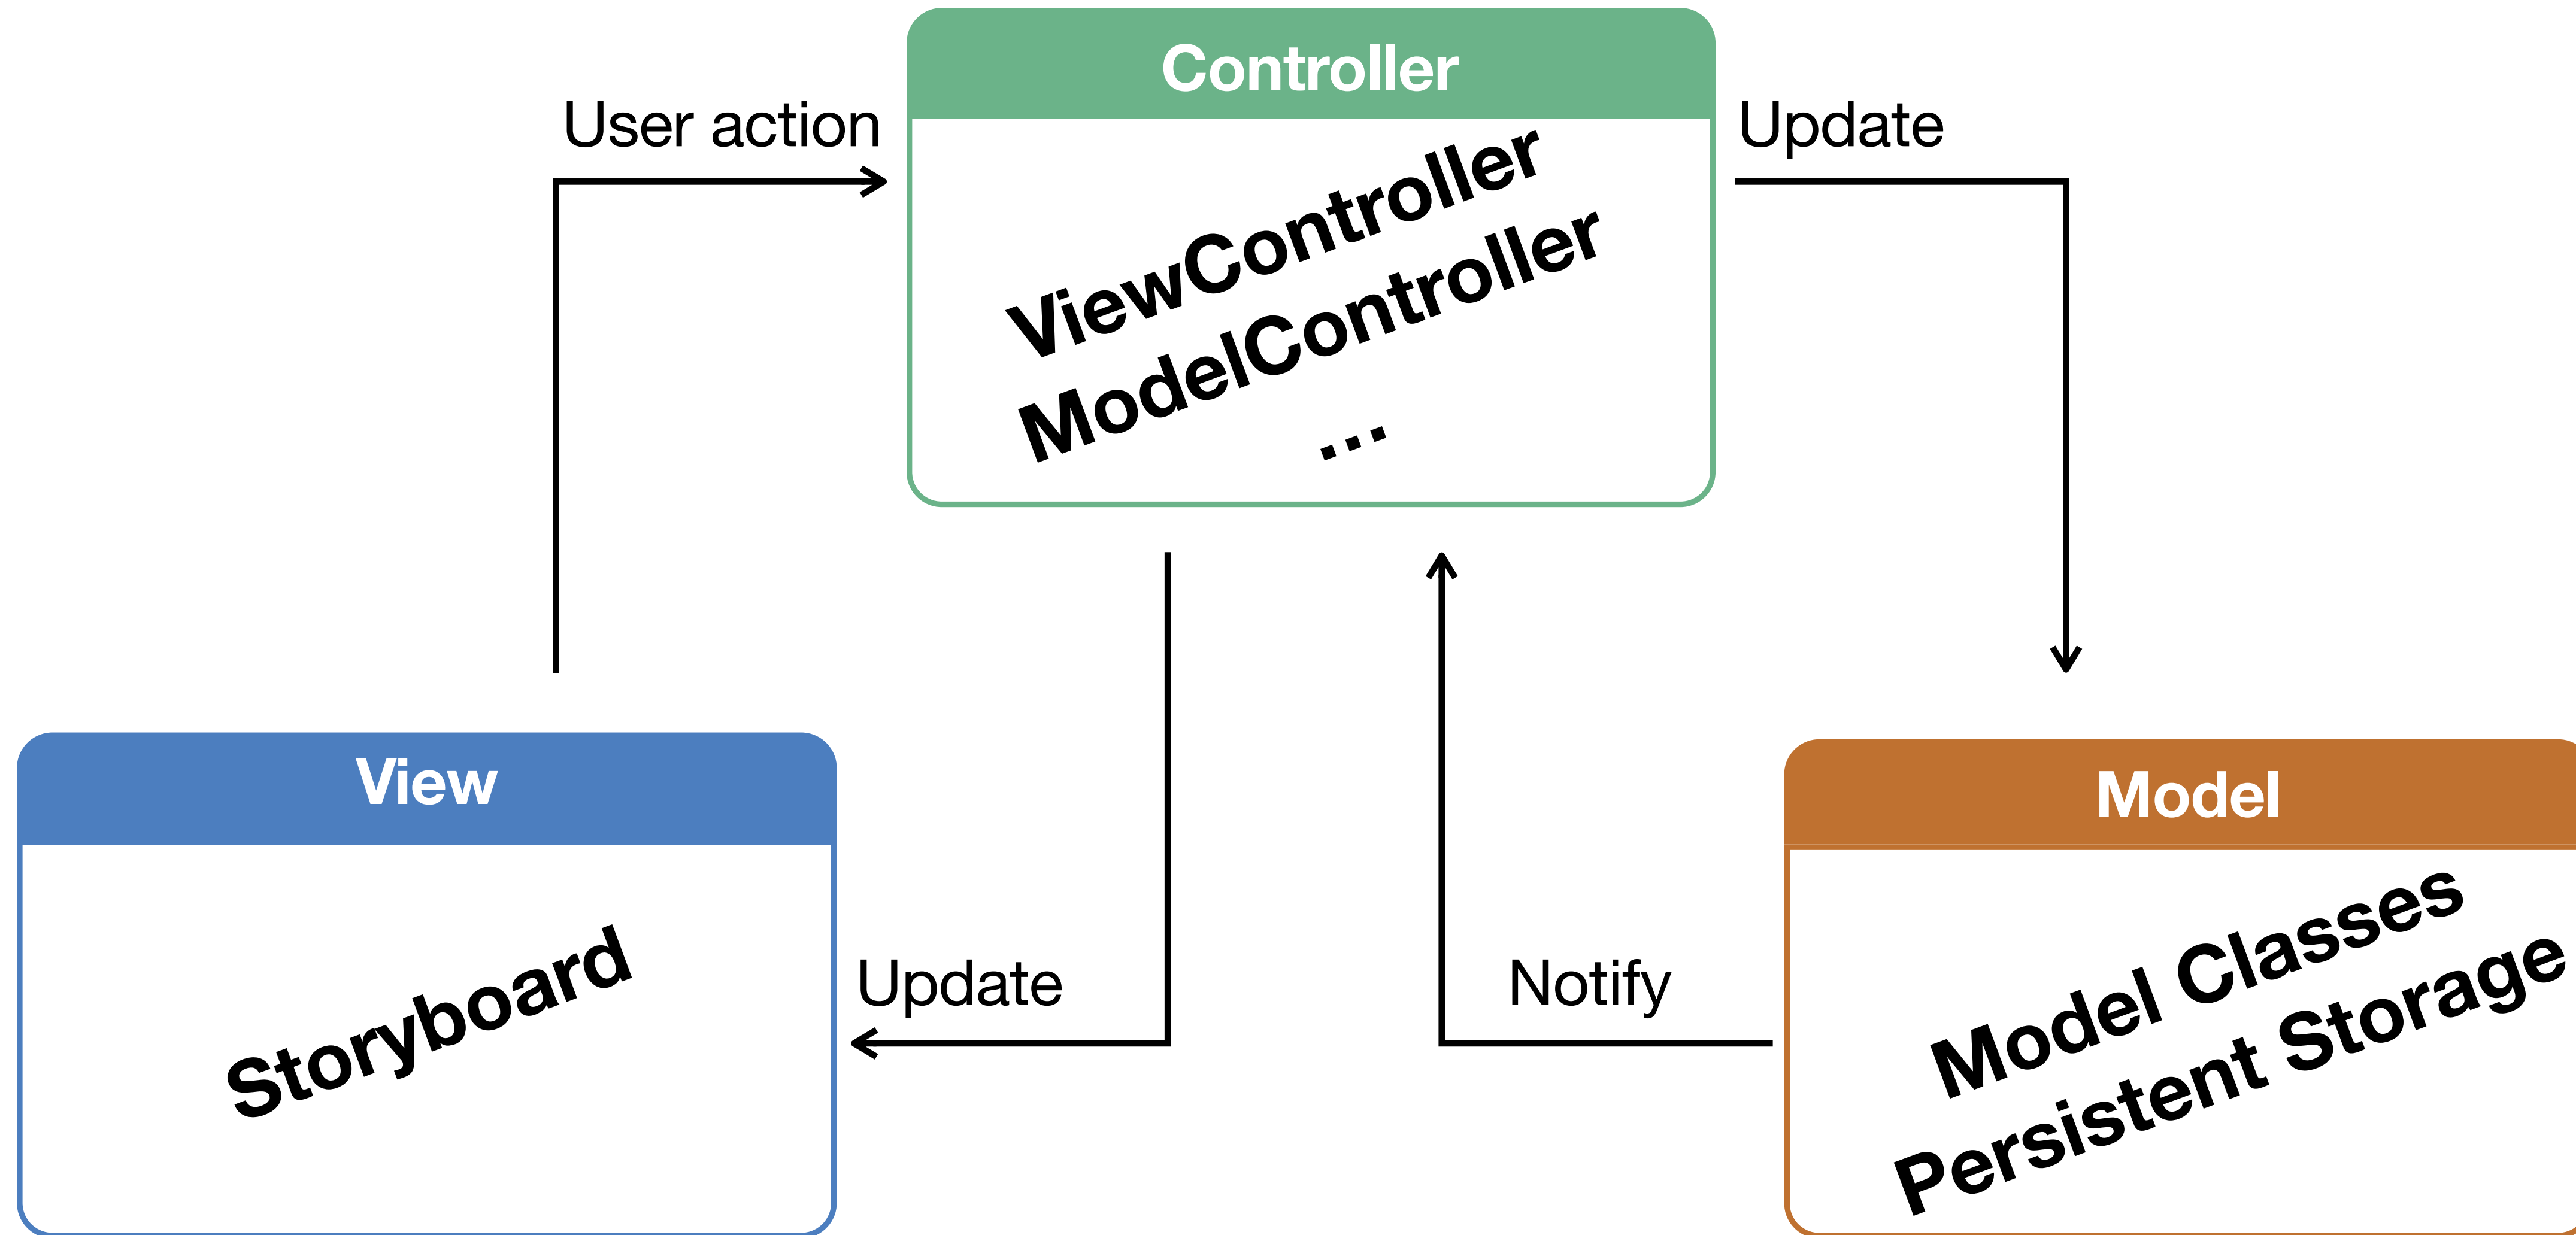 Controller
User action
Update
ViewController
ModelController
...
View
Model
Storyboard
Update
Notify
Model Classes
Persistent Storage